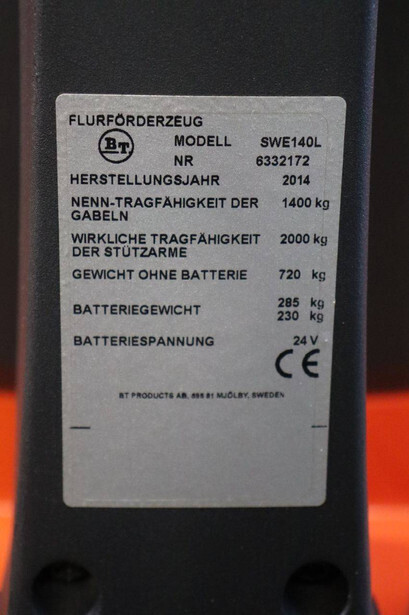 FLURFÖRDERZEUG
BT MODELL SWE140L
NR 6332172
HERSTELLUNGSJAHR 2014
NENN-TRAGFÄHIGKEIT DER GABELN 1400 kg
WIRKLICHE TRAGFÄHIGKEIT DER STÜTZARME 2000 kg
GEWICHT OHNE BATTERIE 720 kg
BATTERIEGEWICHT 285 kg
230 kg
BATTERIESPANNUNG 24 V
CE
BT PRODUCTS AB, 595 81 MJÖLBY, SWEDEN